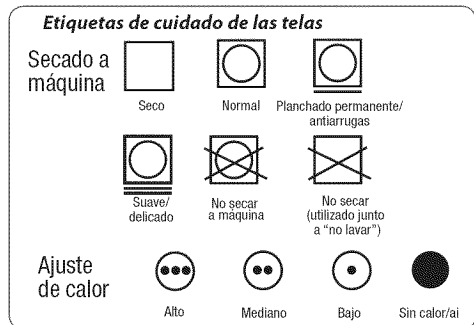 Etiquetas de cuidado de las telas
Secado a
máquina
Seco
Normal
Planchado permanente/
antiarrugas
Suave/
delicado
No secar
a máquina
No secar
(utilizado junto
a “no lavar”)
Ajuste
de calor
Alto
Mediano
Bajo
Sin calor/ai